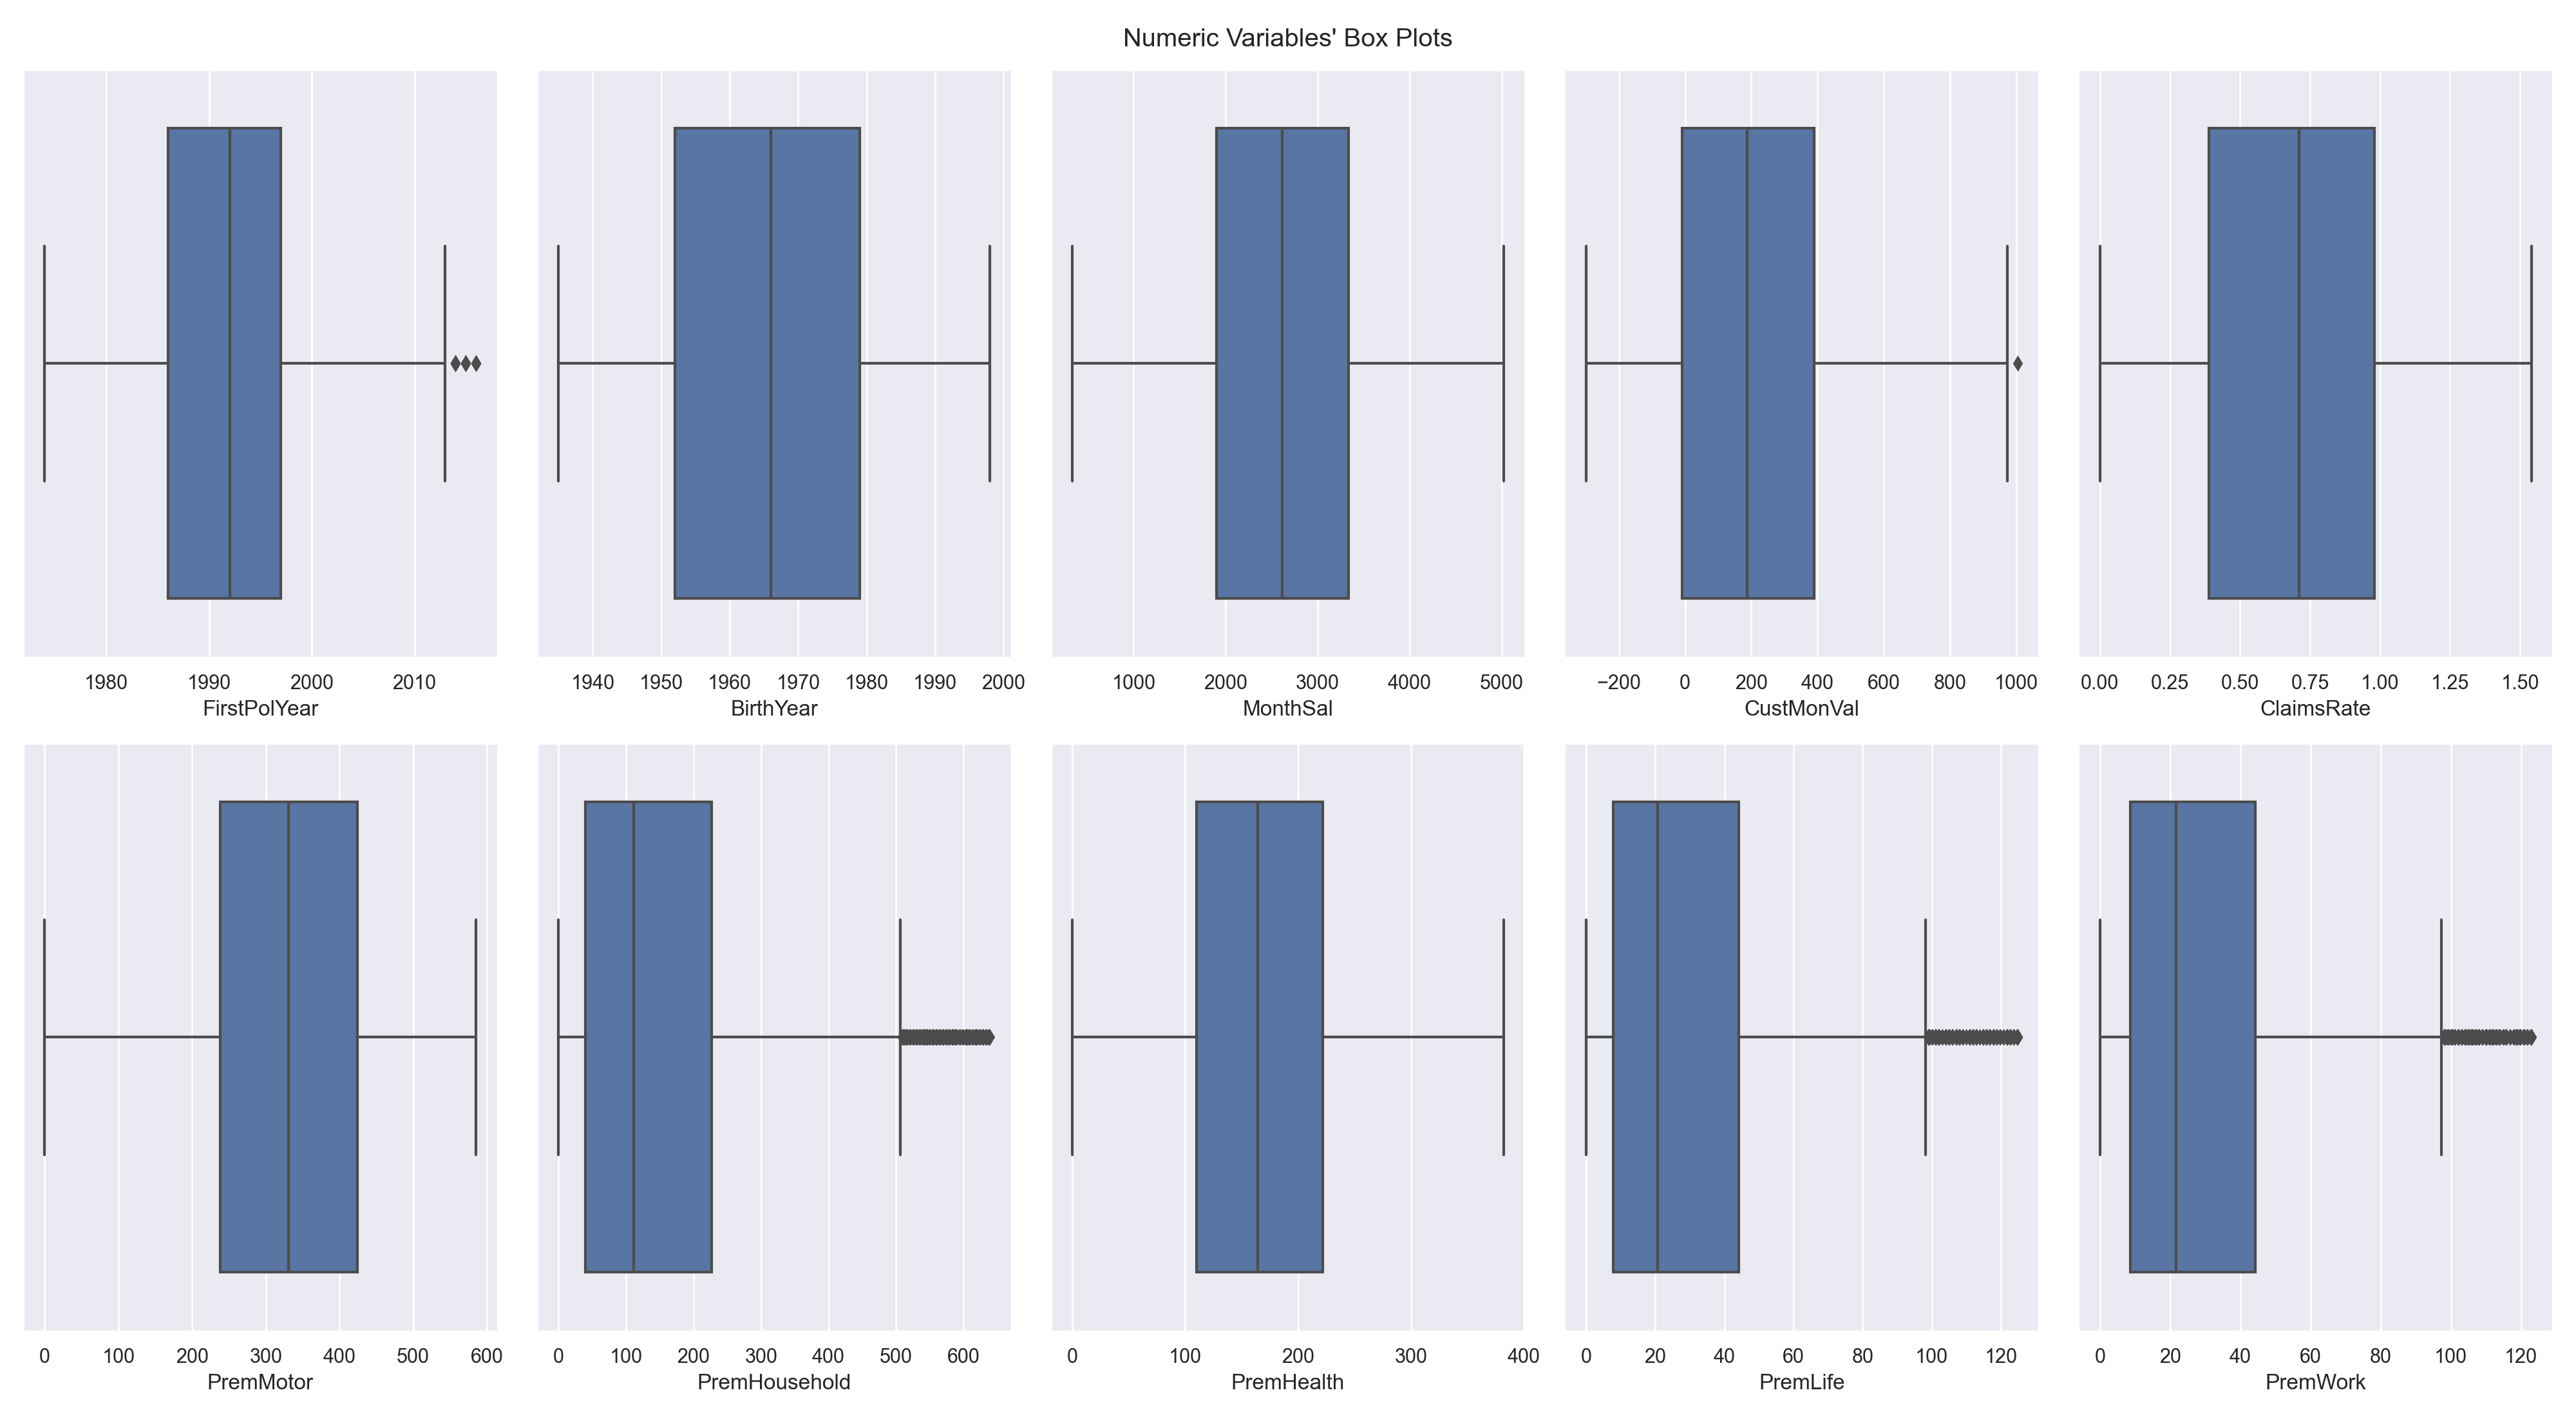 Numeric Variables' Box Plots
1980 1990 2000 2010
FirstPolYear
1940 1950 1960 1970 1980 1990 2000
BirthYear
1000 2000 3000 4000 5000
MonthSal
−200 0 200 400 600 800 1000
CustMonVal
0.00 0.25 0.50 0.75 1.00 1.25 1.50
ClaimsRate
0 100 200 300 400 500 600
PremMotor
0 100 200 300 400 500 600
PremHousehold
0 100 200 300 400
PremHealth
0 20 40 60 80 100 120
PremLife
0 20 40 60 80 100 120
PremWork